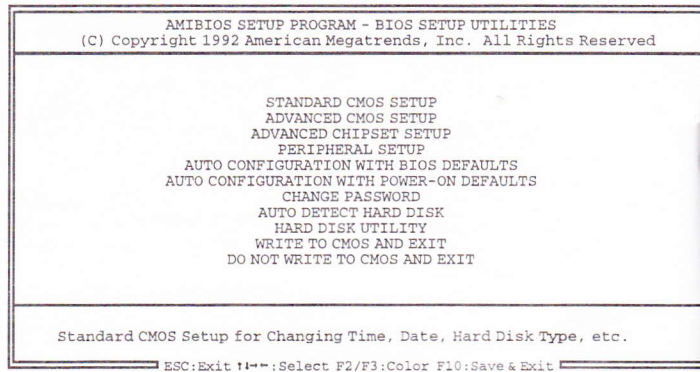 AMIBIOS SETUP PROGRAM - BIOS SETUP UTILITIES
(C) Copyright 1992 American Megatrends, Inc. All Rights Reserved
STANDARD CMOS SETUP
ADVANCED CMOS SETUP
ADVANCED CHIPSET SETUP
PERIPHERAL SETUP
AUTO CONFIGURATION WITH BIOS DEFAULTS
AUTO CONFIGURATION WITH POWER-ON DEFAULTS
CHANGE PASSWORD
AUTO DETECT HARD DISK
HARD DISK UTILITY
WRITE TO CMOS AND EXIT
DO NOT WRITE TO CMOS AND EXIT
Standard CMOS Setup for Changing Time, Date, Hard Disk Type, etc.
ESC:Exit ↑↓→←:Select F2/F3:Color F10:Save & Exit